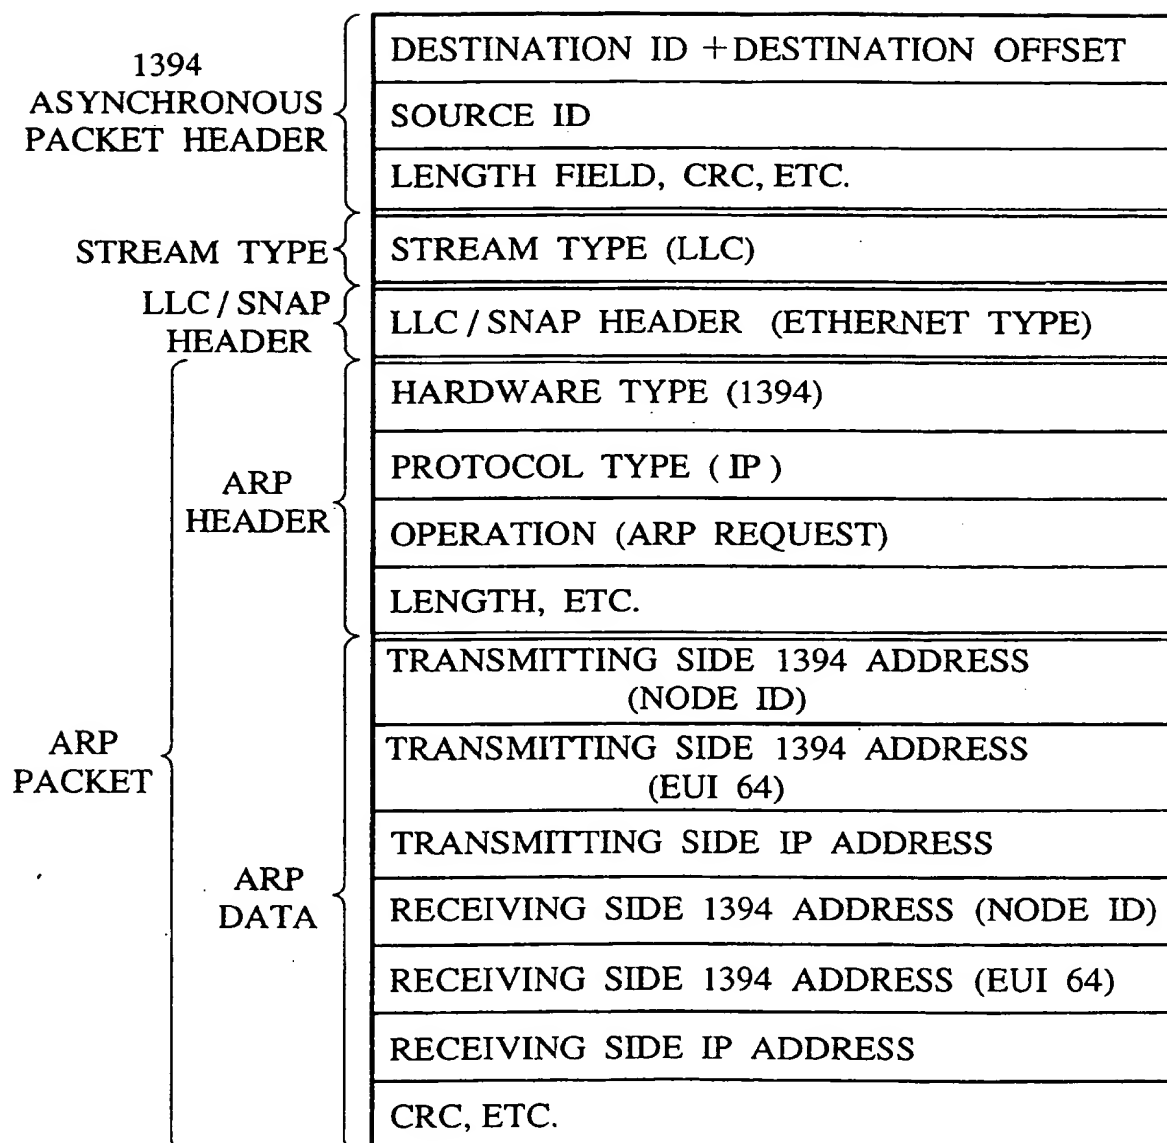 1394
ASYNCHRONOUS
PACKET HEADER
DESTINATION ID +DESTINATION OFFSET
SOURCE ID
LENGTH FIELD, CRC, ETC.
STREAM TYPE
STREAM TYPE (LLC)
LLC / SNAP
HEADER
LLC / SNAP HEADER (ETHERNET TYPE)
ARP
PACKET
ARP
HEADER
HARDWARE TYPE (1394)
PROTOCOL TYPE ( IP )
OPERATION (ARP REQUEST)
LENGTH, ETC.
ARP
DATA
TRANSMITTING SIDE 1394 ADDRESS
(NODE ID)
TRANSMITTING SIDE 1394 ADDRESS
(EUI 64)
TRANSMITTING SIDE IP ADDRESS
RECEIVING SIDE 1394 ADDRESS (NODE ID)
RECEIVING SIDE 1394 ADDRESS (EUI 64)
RECEIVING SIDE IP ADDRESS
CRC, ETC.